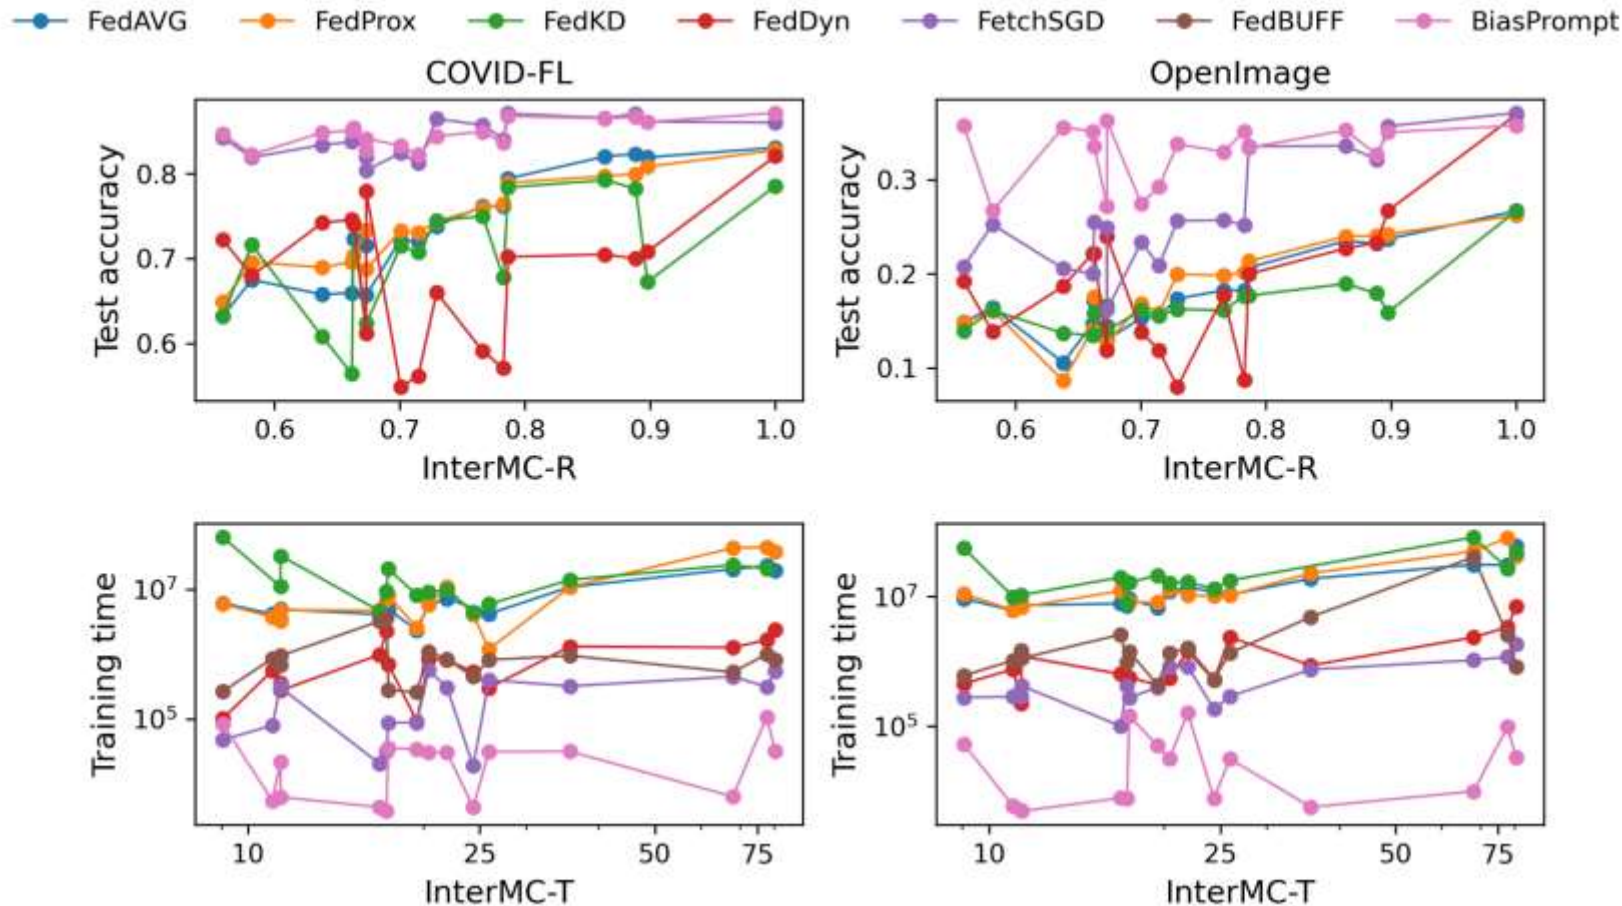 FedAVG FedProx FedKD FedDyn FetchSGD FedBUFF BiasPrompt
COVID-FL OpenImage
Test accuracy
0.8
0.7
0.6
0.6 0.7 0.8 0.9 1.0
InterMC-R
Test accuracy
0.3
0.2
0.1
0.6 0.7 0.8 0.9 1.0
InterMC-R
Training time
10⁷
10⁵
10 25 50 75
InterMC-T
Training time
10⁷
10⁵
10 25 50 75
InterMC-T